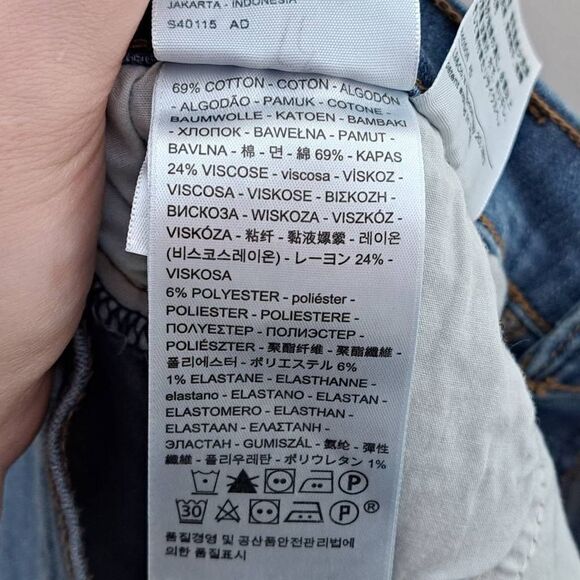 JAKARTA - INDONESIA
S40115 AD
69% COTTON - COTON - ALGODÓN
- ALGODÃO - PAMUK - COTONE -
BAUMWOLLE - KATOEN - BAMBAKI
- ХЛОПОК - BAWEŁNA - PAMUT -
BAVLNA - 棉 - 면 - 綿 69% - KAPAS
24% VISCOSE - viscosa - VİSKOZ -
VISCOSA - VISKOSE - ΒΙΣΚΟΖΗ -
ВИСКОЗА - WISKOZA - VISZKÓZ -
VISKÓZA - 粘纤 - 黏液嫘縈 - 레이온
(비스코스레이온) - レーヨン 24% -
VISKOSA
6% POLYESTER - poliéster -
POLIESTER - POLIESTERE -
ΠΟΛΥΕΣΤΕΡ - ПОЛИЭСТЕР -
POLIÉSZTER - 聚酯纤维 - 聚酯纖維 -
폴리에스터 - ポリエステル 6%
1% ELASTANE - ELASTHANNE -
elastano - ELASTANO - ELASTAN -
ELASTOMERO - ELASTHAN -
ELASTAAN - ΕΛΑΣΤΑΝΗ -
ЭЛАСТАН - GUMISZÁL - 氨纶 - 彈性
纖維 - 폴리우레탄 - ポリウレタン 1%
P
30 P ®
품질경영 및 공산품안전관리법에
의한 품질표시